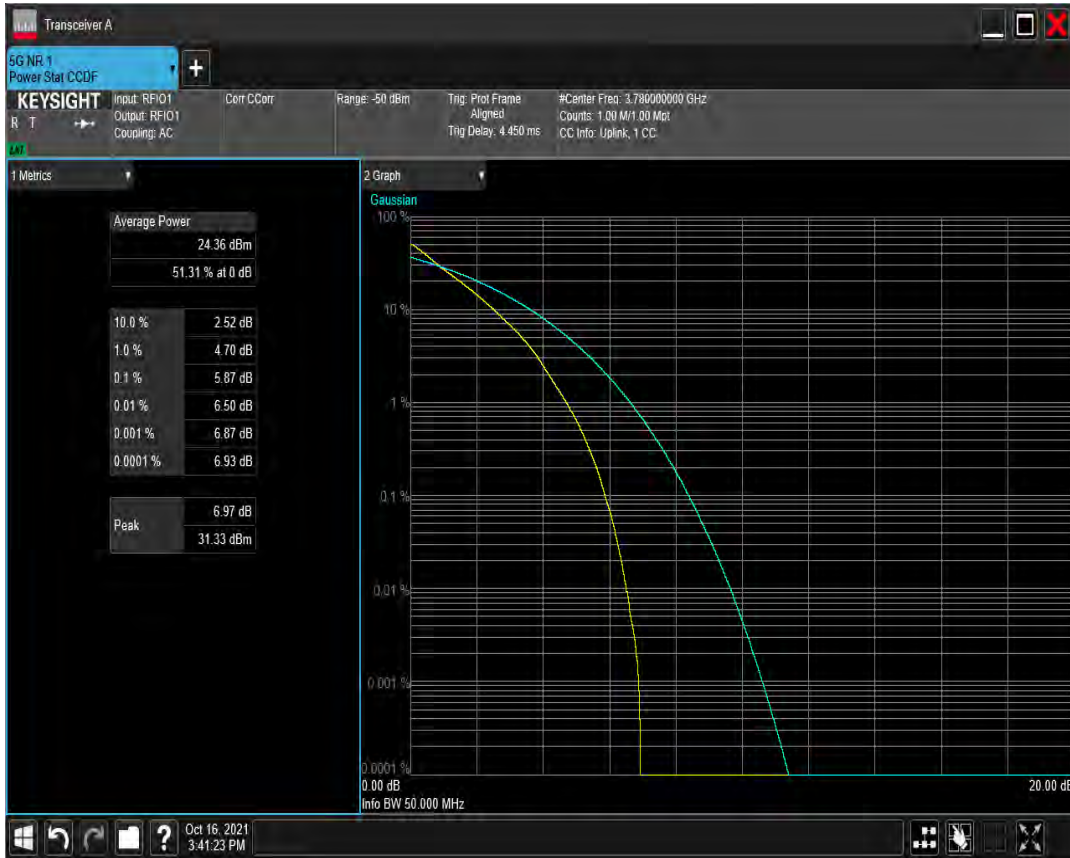 Transceiver A
5G NR 1
Power Stat CCDF
+
KEYSIGHT
R T
LXI
Input: RFIO1
Output: RFIO1
Coupling: AC
Corr CCorr
Range: -50 dBm
Trig: Prot Frame
Aligned
Trig Delay: 4.450 ms
#Center Freq: 3.780000000 GHz
Counts: 1.00 M/1.00 Mpt
CC Info: Uplink, 1 CC
1 Metrics
Average Power
24.36 dBm
51.31 % at 0 dB
10.0 % 2.52 dB
1.0 % 4.70 dB
0.1 % 5.87 dB
0.01 % 6.50 dB
0.001 % 6.87 dB
0.0001 % 6.93 dB
Peak 6.97 dB
31.33 dBm
2 Graph
Gaussian
100 %
10 %
1 %
0.1 %
0.01 %
0.001 %
0.0001 %
0.00 dB 20.00 dB
Info BW 50.000 MHz
? Oct 16, 2021
3:41:23 PM